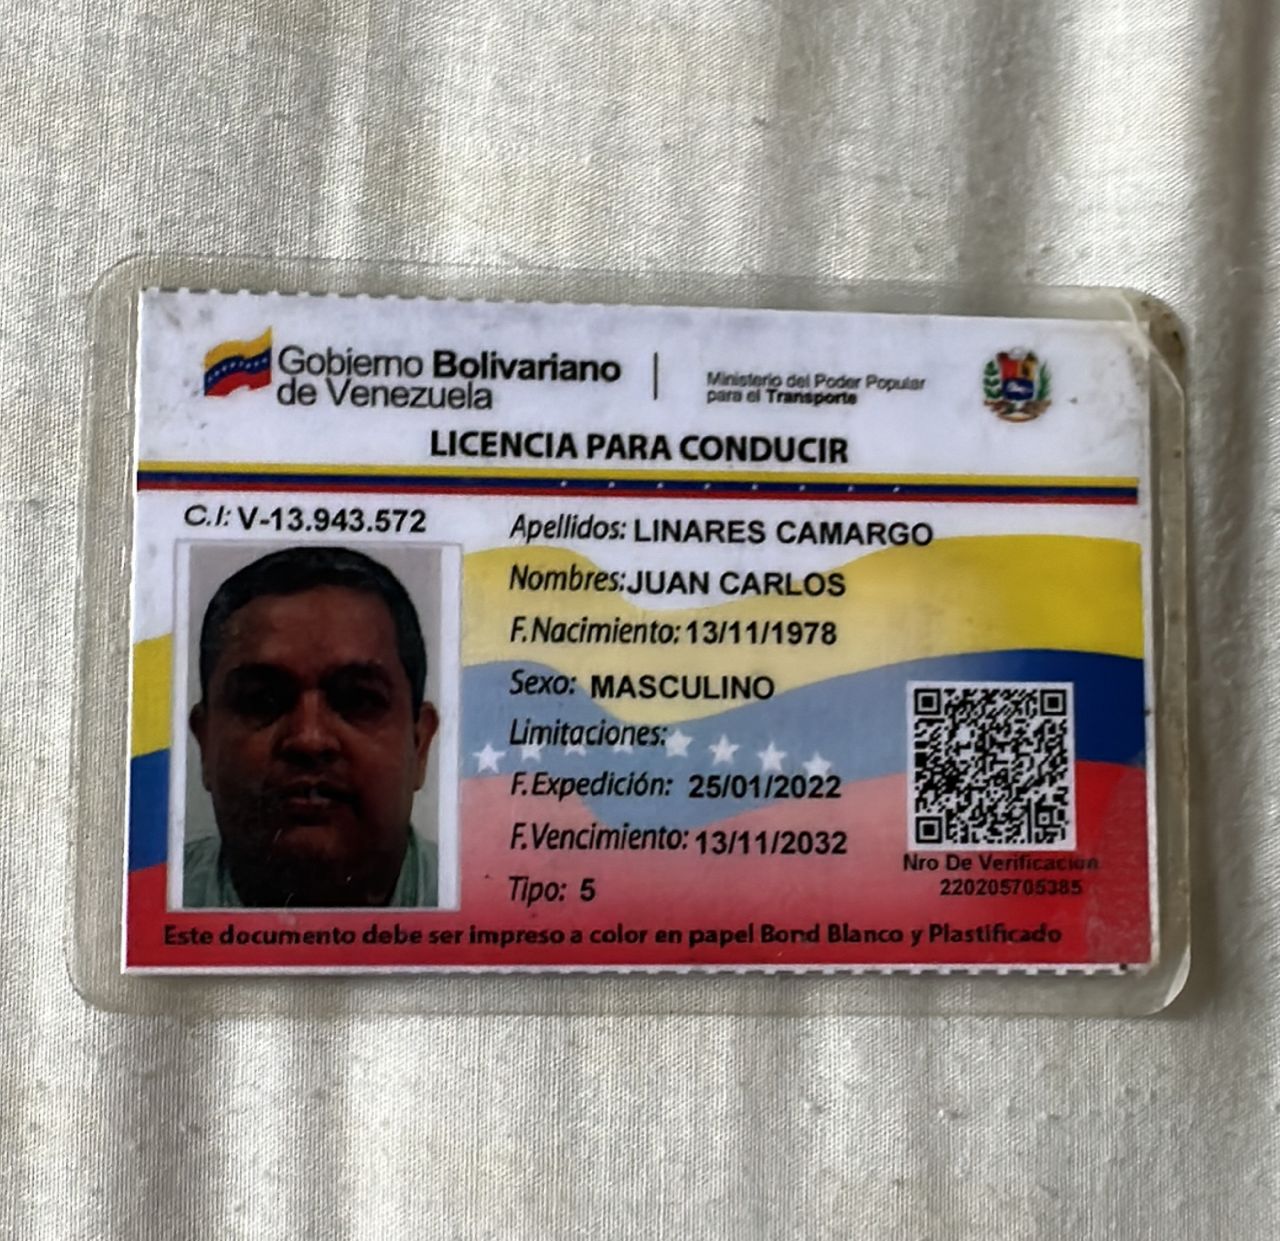 Gobierno Bolivariano
de Venezuela
Ministerio del Poder Popular
para el Transporte
LICENCIA PARA CONDUCIR
C.I: V-13.943.572
Apellidos: LINARES CAMARGO
Nombres: JUAN CARLOS
F.Nacimiento: 13/11/1978
Sexo: MASCULINO
Limitaciones:
F.Expedición: 25/01/2022
F.Vencimiento: 13/11/2032
Tipo: 5
Nro De Verificacion
220205705385
Este documento debe ser impreso a color en papel Bond Blanco y Plastificado